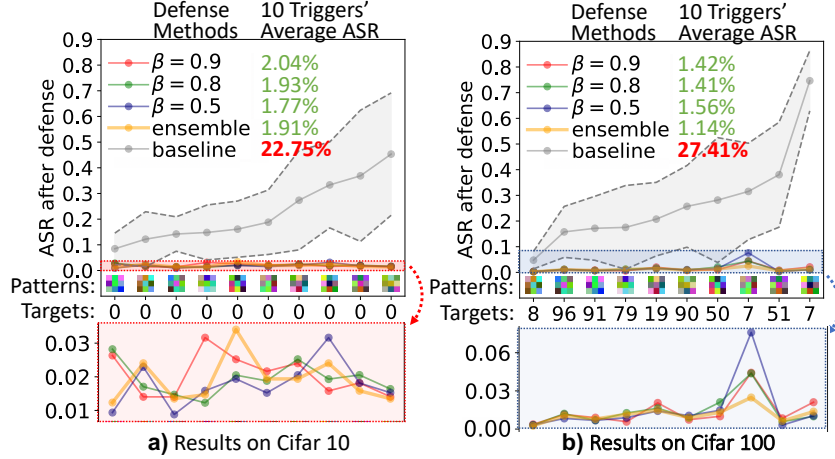 Defense Methods 10 Triggers' Average ASR
ASR after defense
0.9
0.8
0.7
0.6
0.5
0.4
0.3
0.2
0.1
0.0
β = 0.9 2.04%
β = 0.8 1.93%
β = 0.5 1.77%
ensemble 1.91%
baseline 22.75%
Patterns:
Targets: 0 0 0 0 0 0 0 0 0 0
0.03
0.02
0.01
a) Results on Cifar 10
Defense Methods 10 Triggers' Average ASR
ASR after defense
0.9
0.8
0.7
0.6
0.5
0.4
0.3
0.2
0.1
0.0
β = 0.9 1.42%
β = 0.8 1.41%
β = 0.5 1.56%
ensemble 1.14%
baseline 27.41%
Patterns:
Targets: 8 96 91 79 19 90 50 7 51 7
0.06
0.03
0.00
b) Results on Cifar 100